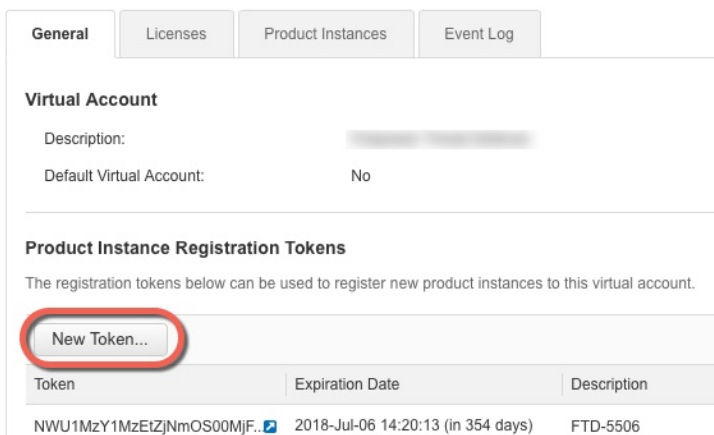 General Licenses Product Instances Event Log
Virtual Account
Description:
Default Virtual Account: No
Product Instance Registration Tokens
The registration tokens below can be used to register new product instances to this virtual account.
New Token...
Token Expiration Date Description
NWU1MzY1MzEtZjNmOS00MjF... 2018-Jul-06 14:20:13 (in 354 days) FTD-5506